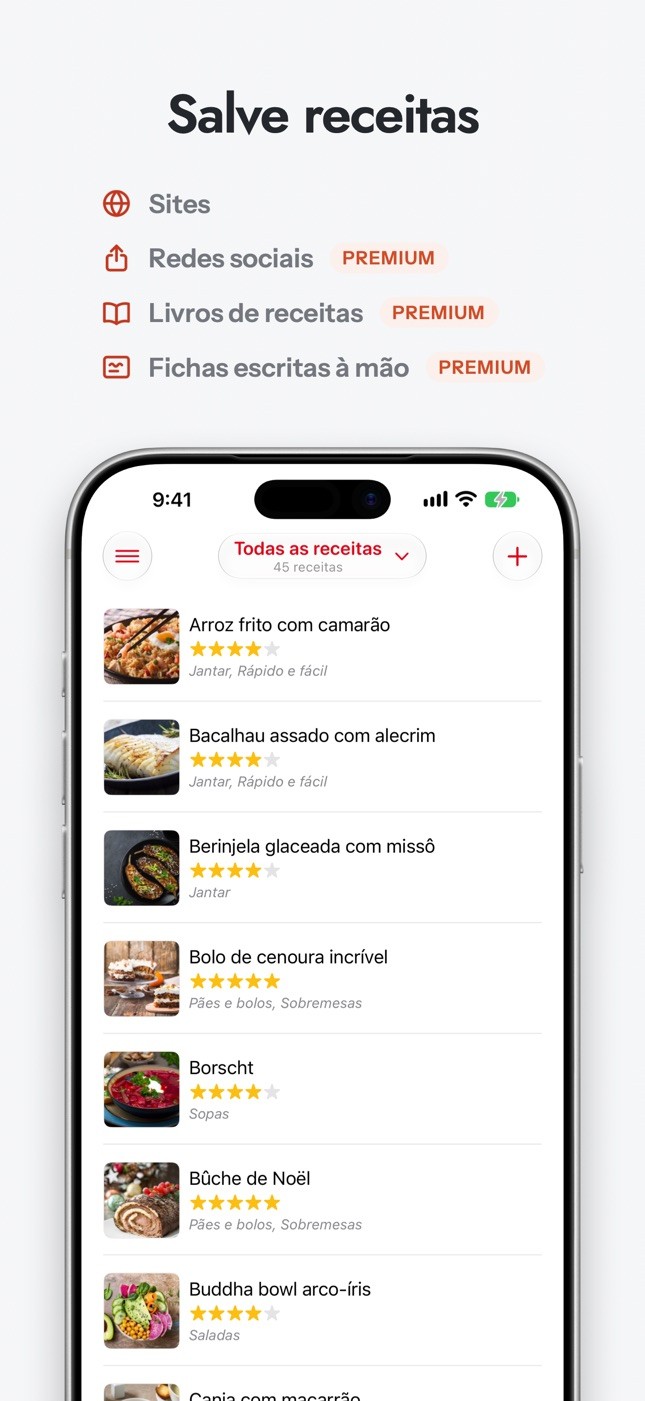 Salve receitas
Sites
Redes sociais PREMIUM
Livros de receitas PREMIUM
Fichas escritas à mão PREMIUM
9:41
Todas as receitas
45 receitas
Arroz frito com camarão
Jantar, Rápido e fácil
Bacalhau assado com alecrim
Jantar, Rápido e fácil
Berinjela glaceada com missô
Jantar
Bolo de cenoura incrível
Pães e bolos, Sobremesas
Borscht
Sopas
Bûche de Noël
Pães e bolos, Sobremesas
Buddha bowl arco-íris
Saladas
Canja com macarrão